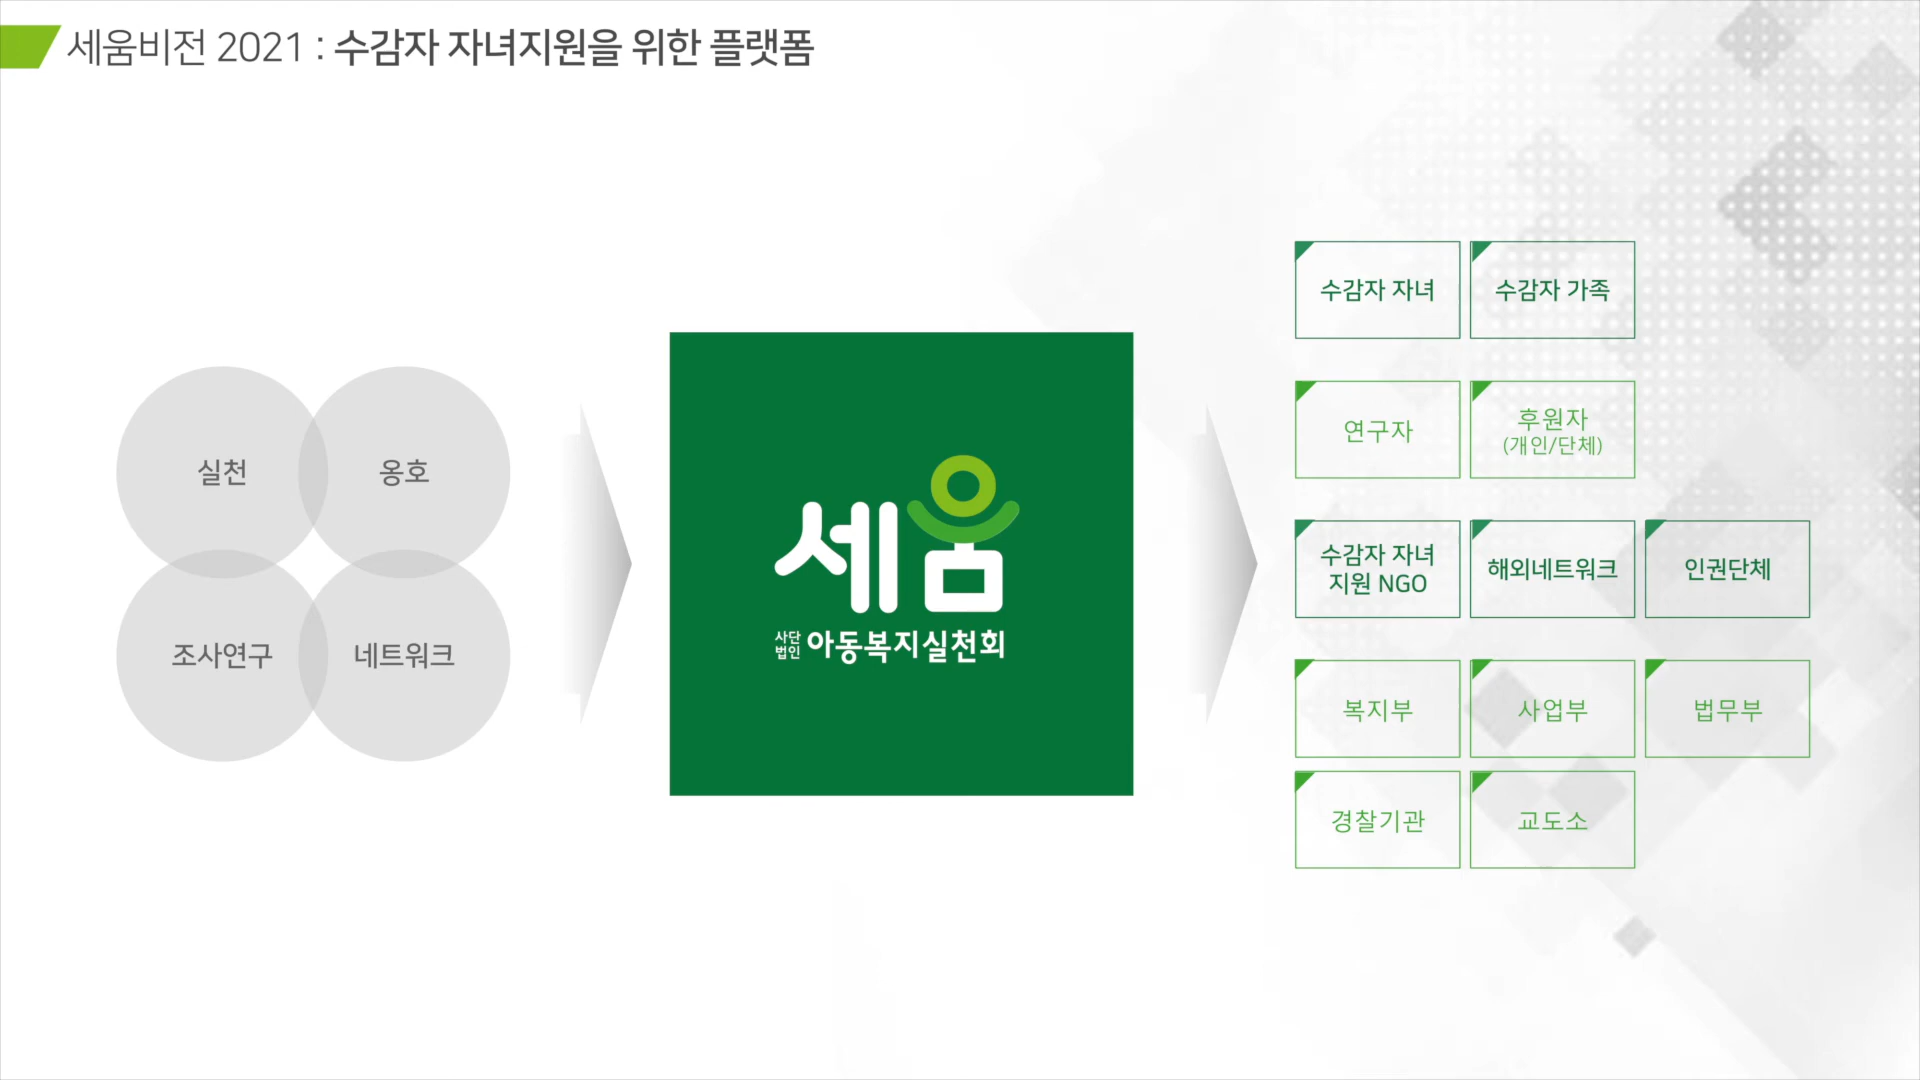 세움비전 2021 : 수감자 자녀지원을 위한 플랫폼
실천
옹호
조사연구
네트워크
세움
사단
법인
아동복지실천회
수감자 자녀
수감자 가족
연구자
후원자
(개인/단체)
수감자 자녀
지원 NGO
해외네트워크
인권단체
복지부
사업부
법무부
경찰기관
교도소